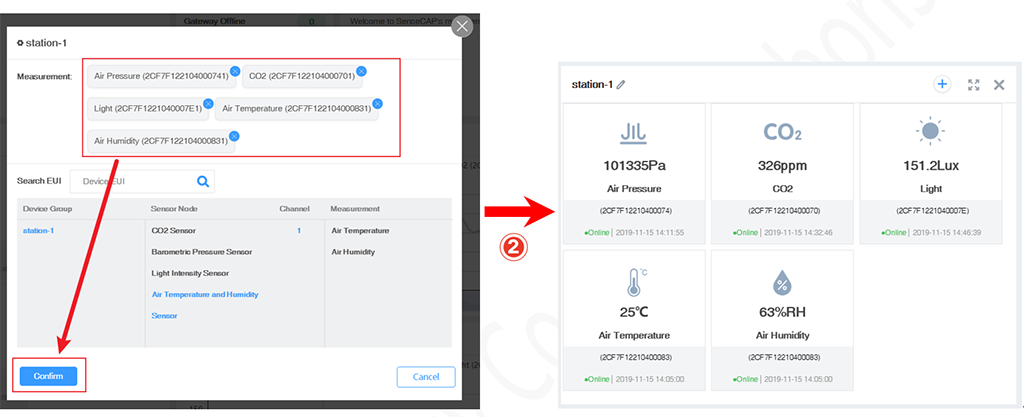 Gateway Offline 0 Welcome to SenseCAP's
station-1
Measurement:
Air Pressure (2CF7F122104000741) CO2 (2CF7F122104000701)
Light (2CF7F1221040007E1) Air Temperature (2CF7F122104000831)
Air Humidity (2CF7F122104000831)
Search EUI Device EUI
Device Group Sensor Node Channel Measurement
station-1 CO2 Sensor 1 Air Temperature
Barometric Pressure Sensor Air Humidity
Light Intensity Sensor
Air Temperature and Humidity
Sensor
Confirm Cancel
150
②
station-1
CO₂
101335Pa 326ppm 151.2Lux
Air Pressure CO2 Light
(2CF7F12210400074) (2CF7F12210400070) (2CF7F1221040007E)
Online | 2019-11-15 14:11:55 Online | 2019-11-15 14:32:46 Online | 2019-11-15 14:46:39
°C %
25℃ 63%RH
Air Temperature Air Humidity
(2CF7F12210400083) (2CF7F12210400083)
Online | 2019-11-15 14:05:00 Online | 2019-11-15 14:05:00